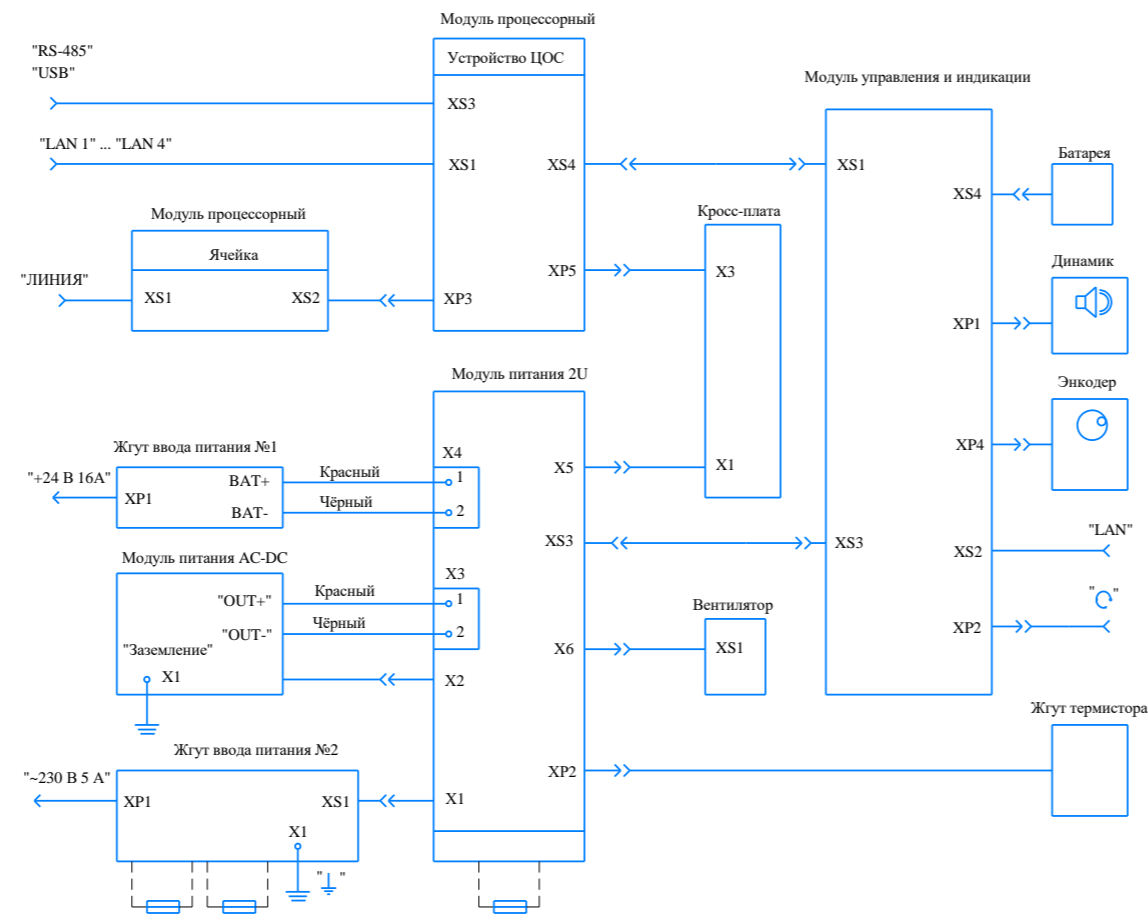 Модуль процессорный
Устройство ЦОС
"RS-485"
"USB"
XS3
"LAN 1" ... "LAN 4"
XS1
XS4
XP5
XP3
Модуль процессорный
Ячейка
"ЛИНИЯ"
XS1
XS2
Кросс-плата
X3
X1
Модуль управления и индикации
XS1
XS3
XS4
XP1
XP4
XS2
XP2
Батарея
Динамик
Энкодер
"LAN"
" "
Модуль питания 2U
X4
1
2
X3
1
2
X2
X1
X5
XS3
X6
XP2
Жгут ввода питания №1
"+24 В 16А"
XP1
BAT+
BAT-
Красный
Чёрный
Модуль питания AC-DC
"OUT+"
"OUT-"
"Заземление"
X1
Красный
Чёрный
Вентилятор
XS1
Жгут термистора
Жгут ввода питания №2
"~230 В 5 А"
XP1
XS1
X1
"⏚"